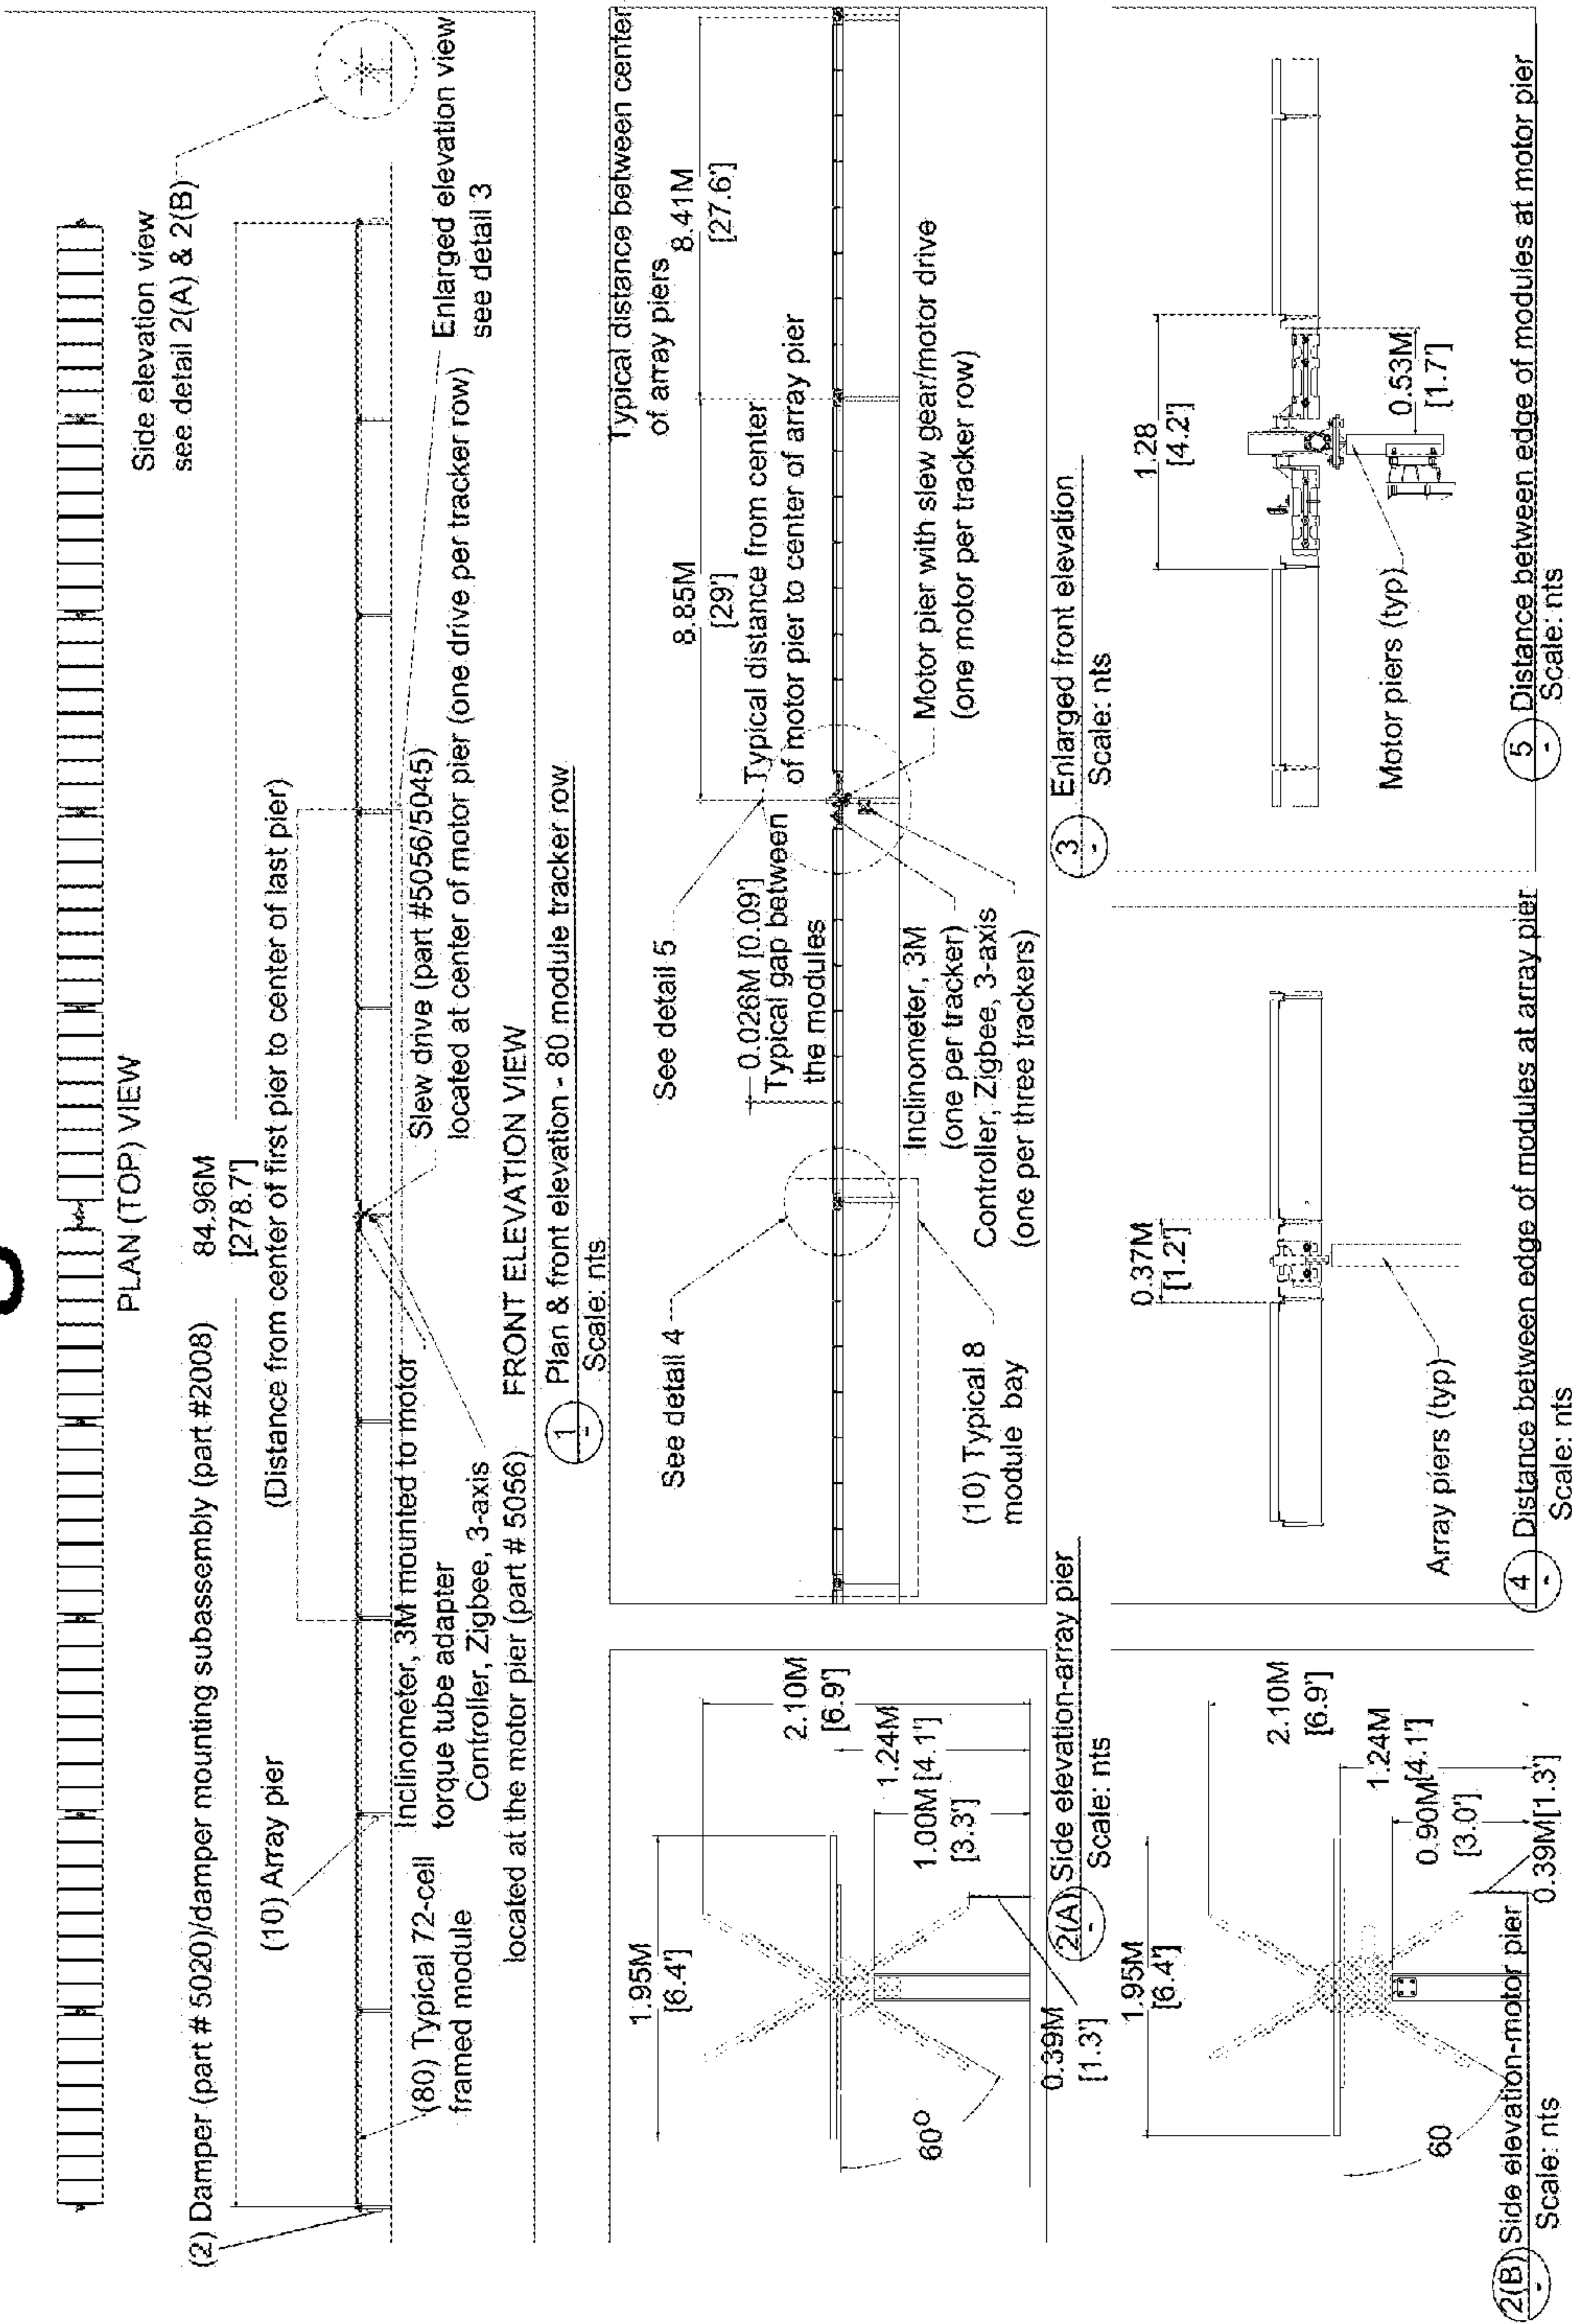 PLAN (TOP) VIEW
Side elevation view
see detail 2(A) & 2(B)
(2) Damper (part # 5020)/damper mounting subassembly (part #2008)
84.96M
[278.7']
(Distance from center of first pier to center of last pier)
(10) Array pier
(80) Typical 72-cell
framed module
Inclinometer, 3M mounted to motor
torque tube adapter
Controller, Zigbee, 3-axis
located at the motor pier (part # 5056)
Slew drive (part #5056/5045)
located at center of motor pier (one drive per tracker row)
Enlarged elevation view
see detail 3
FRONT ELEVATION VIEW
1
-
Plan & front elevation - 80 module tracker row
Scale: nts
1.95M
[6.4']
2.10M
[6.9']
1.24M
[4.1']
1.00M
[3.3']
0.39M
[1.3']
60°
2(A) Side elevation-array pier
-
Scale: nts
1.95M
[6.4']
2.10M
[6.9']
1.24M
[4.1']
0.90M
[3.0']
0.39M[1.3']
60
2(B) Side elevation-motor pier
-
Scale: nts
See detail 4
See detail 5
0.026M [0.09']
Typical gap between
the modules
8.85M
[29']
Typical distance from center
of motor pier to center of array pier
Typical distance between center
of array piers
8.41M
[27.6']
(10) Typical 8
module bay
Inclinometer, 3M
(one per tracker)
Controller, Zigbee, 3-axis
(one per three trackers)
Motor pier with slew gear/motor drive
(one motor per tracker row)
3
-
Enlarged front elevation
Scale: nts
0.37M
[1.2']
Array piers (typ)
4
-
Distance between edge of modules at array pier
Scale: nts
1.28
[4.2']
0.53M
[1.7']
Motor piers (typ)
5
-
Distance between edge of modules at motor pier
Scale: nts